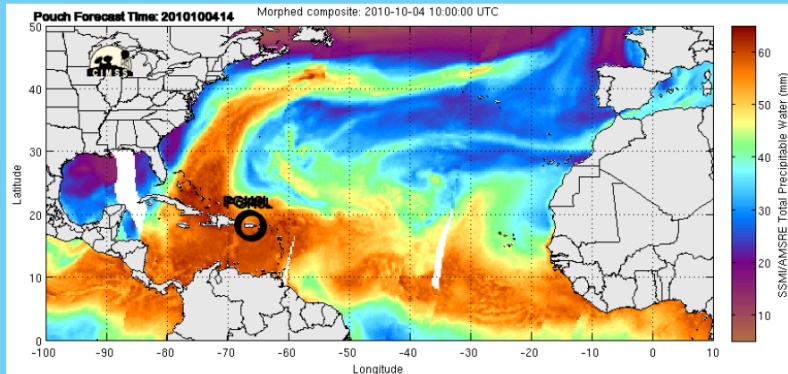 Pouch Forecast Time: 2010100414
Morphed composite: 2010-10-04 10:00:00 UTC
CIMSS
50
40
30
20
10
0
Latitude
-100 -90 -80 -70 -60 -50 -40 -30 -20 -10 0 10
Longitude
60
50
40
30
20
10
SSMI/AMSRE Total Precipitable Water (mm)